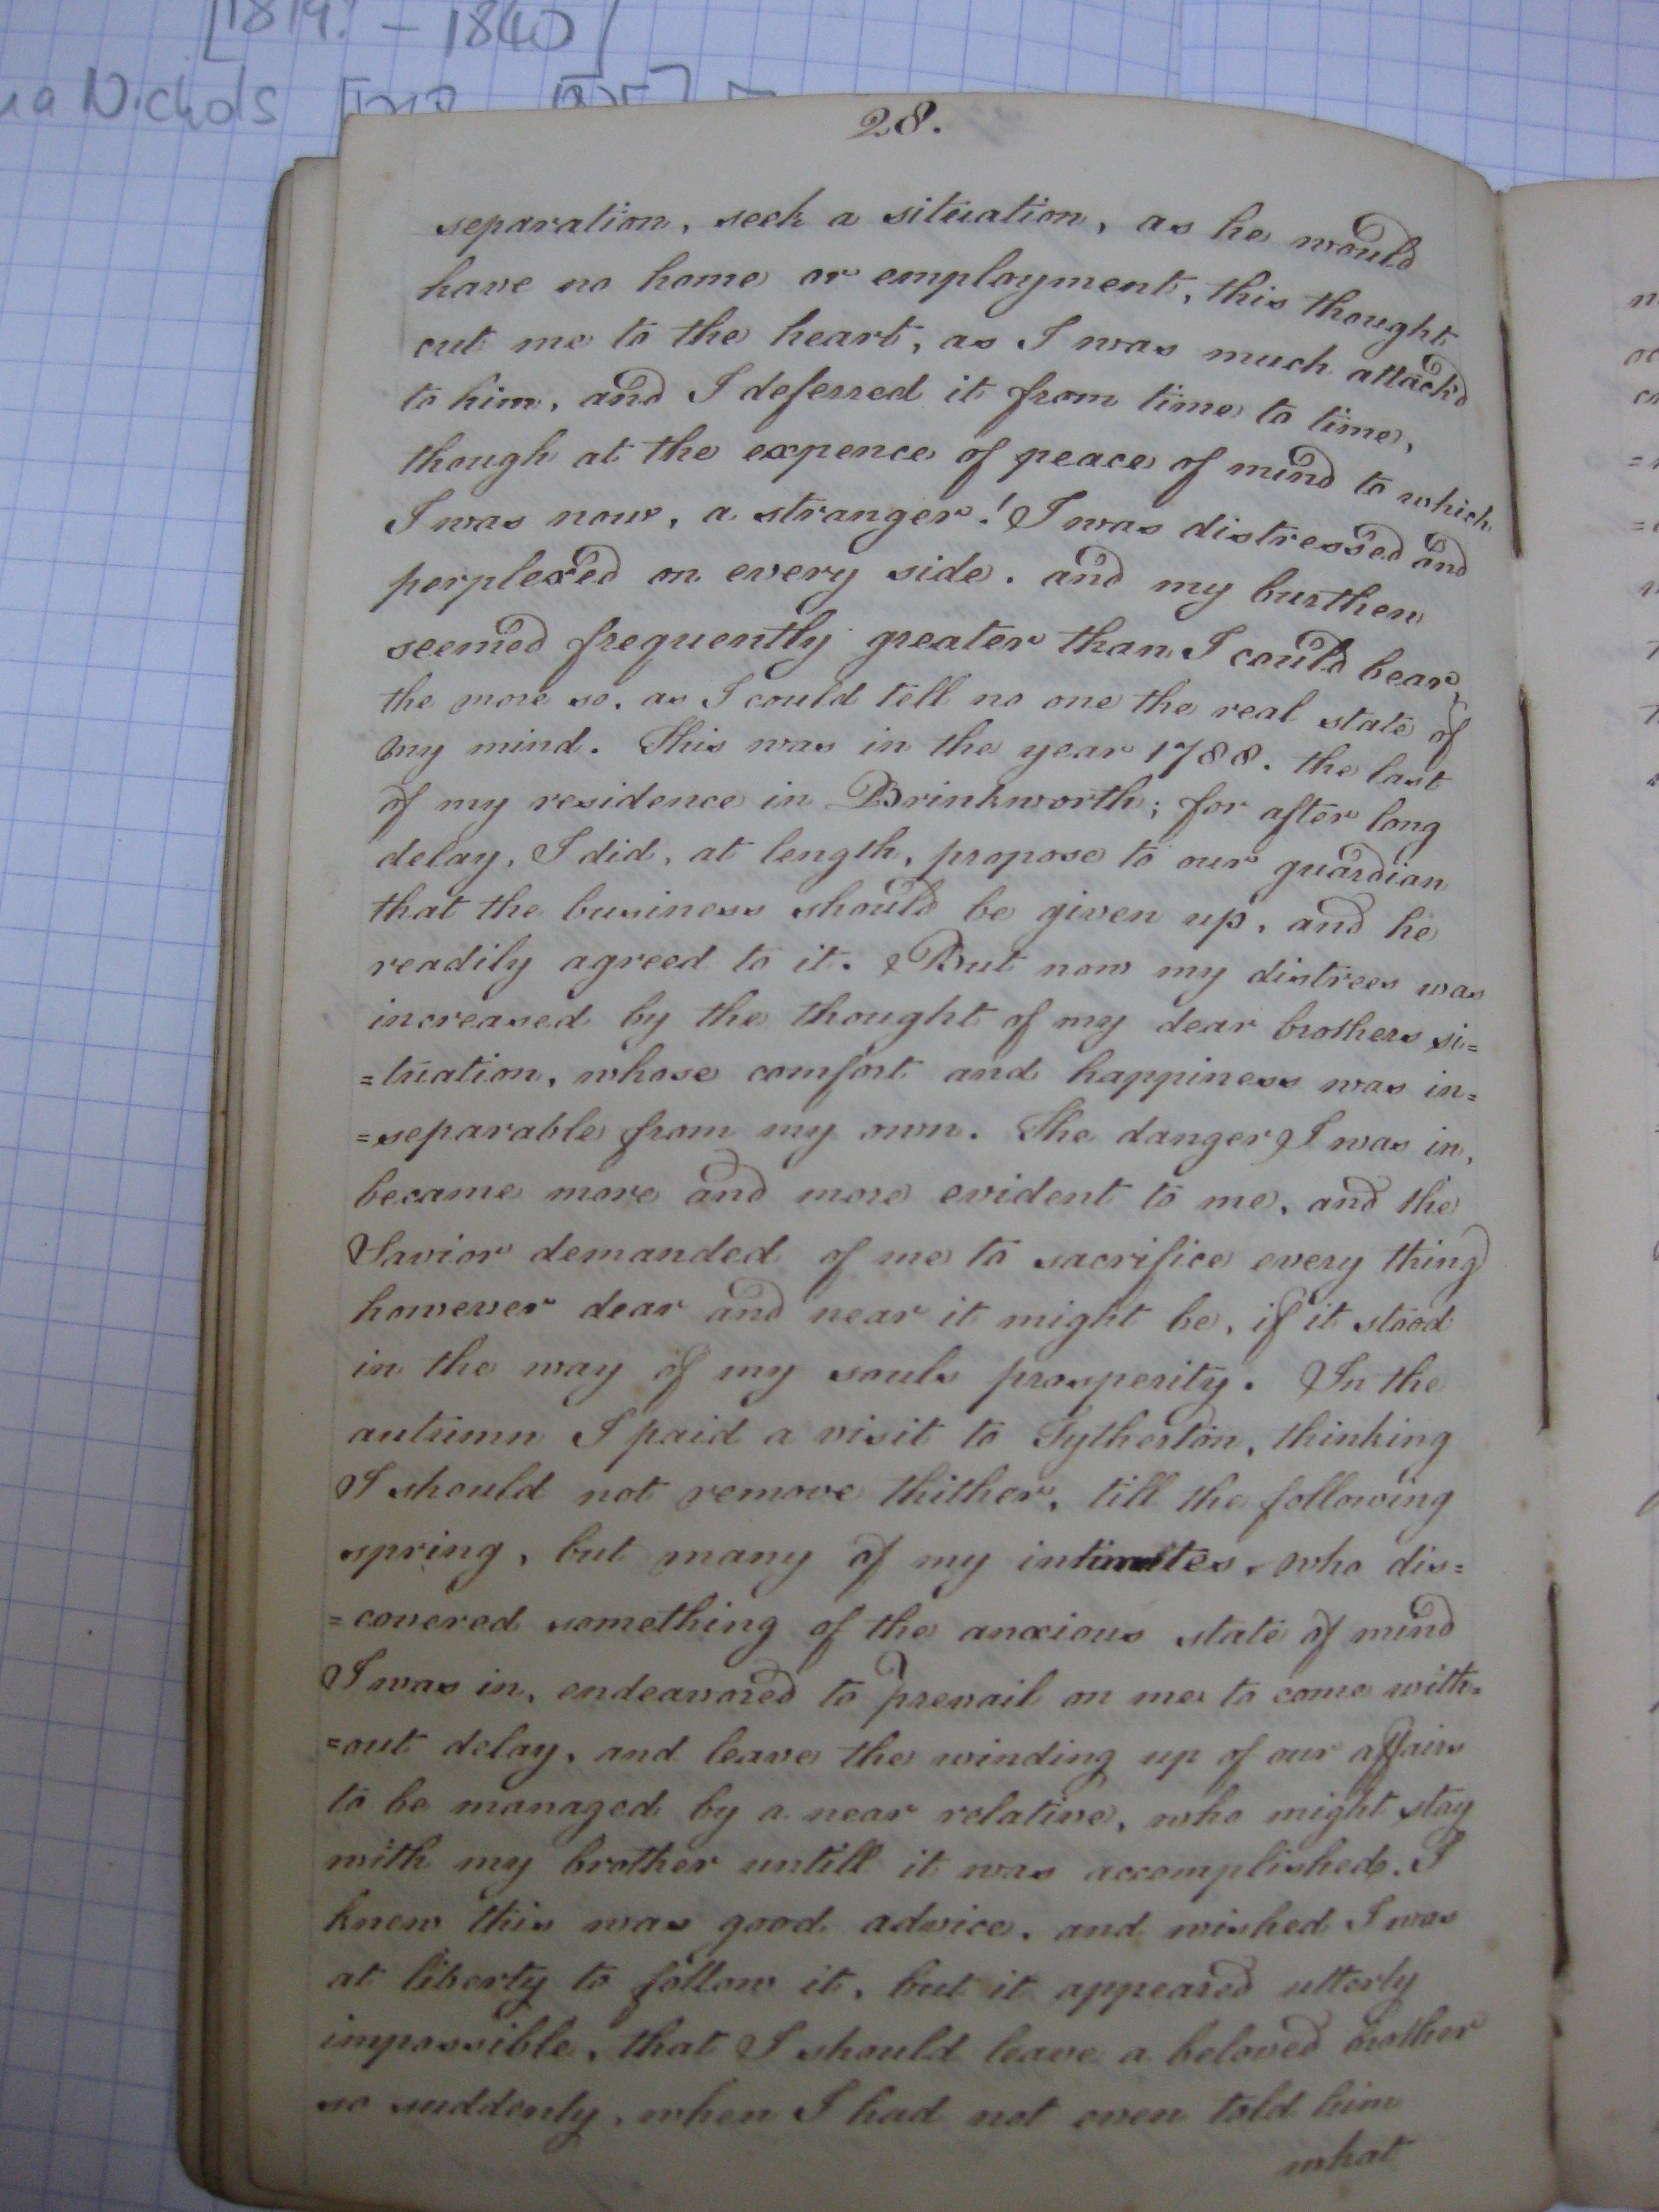 [1819? - 1840]
Nichols
28.
separation, seek a situation, as he would
have no home or employment, this thought
cut me to the heart, as I was much attack'd
to him, and I deferred it from time to time,
though at the expence of peace of mind to which
I was now, a stranger! I was distressed and
perplexed on every side. and my burthen
seemed frequently greater than I could bear,
the more so, as I could tell no one the real state of
my mind. This was in the year 1788. the last
of my residence in Brinkworth; for after long
delay, I did, at length, propose to our guardian
that the business should be given up, and he
readily agreed to it. But now my distrees was
increased by the thought of my dear brothers si=
=tuation, whose comfort and happiness was in=
=separable from my own. The danger I was in,
became more and more evident to me, and the
Savior demanded of me to sacrifice every thing
however dear and near it might be, if it stood
in the way of my souls prosperity. In the
autumn I paid a visit to Tytherton, thinking
I should not remove thither, till the following
spring, but many of my intimates, who dis=
=covered something of the anxious state of mind
I was in, endeavored to prevail on me to come with=
=out delay, and leave the winding up of our affairs
to be managed by a near relative, who might stay
with my brother untill it was accomplished. I
knew this was good advice, and wished I was
at liberty to follow it, but it appeared utterly
impossible, that I should leave a beloved brother
so suddenly, when I had not even told him
what